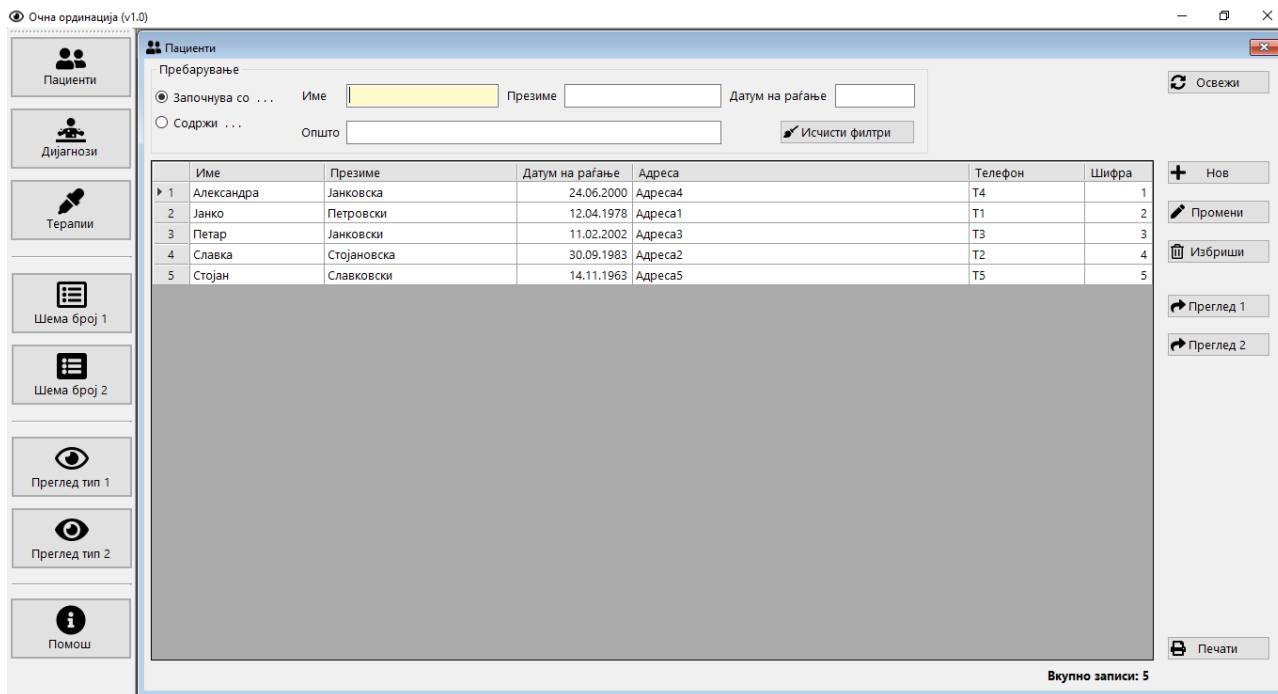 Очна ординација (v1.0)
Пациенти
Дијагнози
Терапии
Шема број 1
Шема број 2
Преглед тип 1
Преглед тип 2
Помош
Пациенти
Пребарување
Започнува со ...
Содржи ...
Име
Презиме
Датум на раѓање
Општо
Исчисти филтри
Име Презиме Датум на раѓање Адреса Телефон Шифра
1 Александра Јанковска 24.06.2000 Адреса4 Т4 1
2 Јанко Петровски 12.04.1978 Адреса1 Т1 2
3 Петар Јанковски 11.02.2002 Адреса3 Т3 3
4 Славка Стојановска 30.09.1983 Адреса2 Т2 4
5 Стојан Славковски 14.11.1963 Адреса5 Т5 5
Вкупно записи: 5
Освежи
Нов
Промени
Избриши
Преглед 1
Преглед 2
Печати